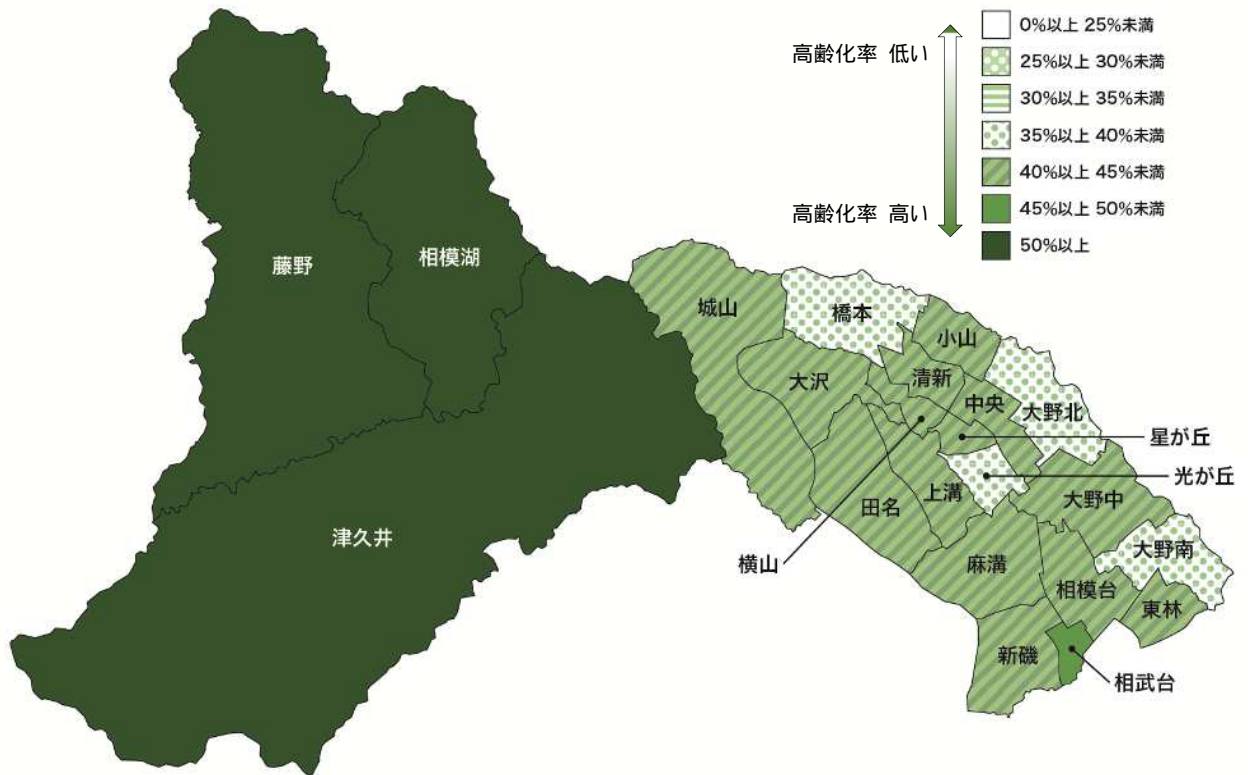 高齢化率 低い
高齢化率 高い
0%以上 25%未満
25%以上 30%未満
30%以上 35%未満
35%以上 40%未満
40%以上 45%未満
45%以上 50%未満
50%以上
藤野
相模湖
津久井
城山
橋本
小山
大沢
清新
中央
大野北
星が丘
光が丘
上溝
田名
大野中
横山
麻溝
大野南
相模台
東林
新磯
相武台